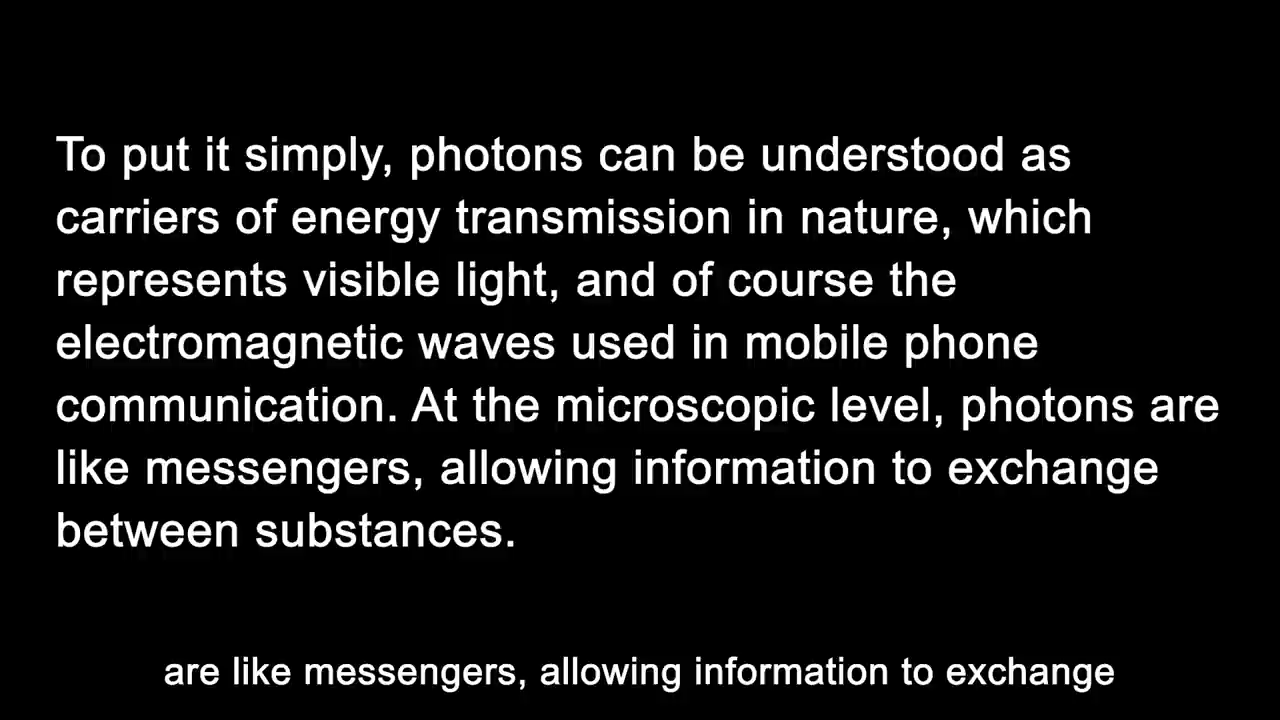 To put it simply, photons can be understood as
carriers of energy transmission in nature, which
represents visible light, and of course the
electromagnetic waves used in mobile phone
communication. At the microscopic level, photons are
like messengers, allowing information to exchange
between substances.
are like messengers, allowing information to exchange